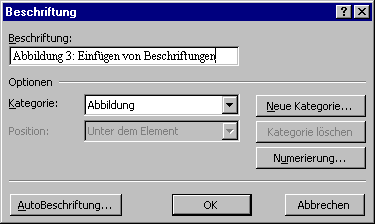 Beschriftung
Beschriftung:
Abbildung 3: Einfügen von Beschriftungen
Optionen
Kategorie: Abbildung Neue Kategorie...
Position: Unter dem Element Kategorie löschen
Numerierung...
AutoBeschriftung... OK Abbrechen